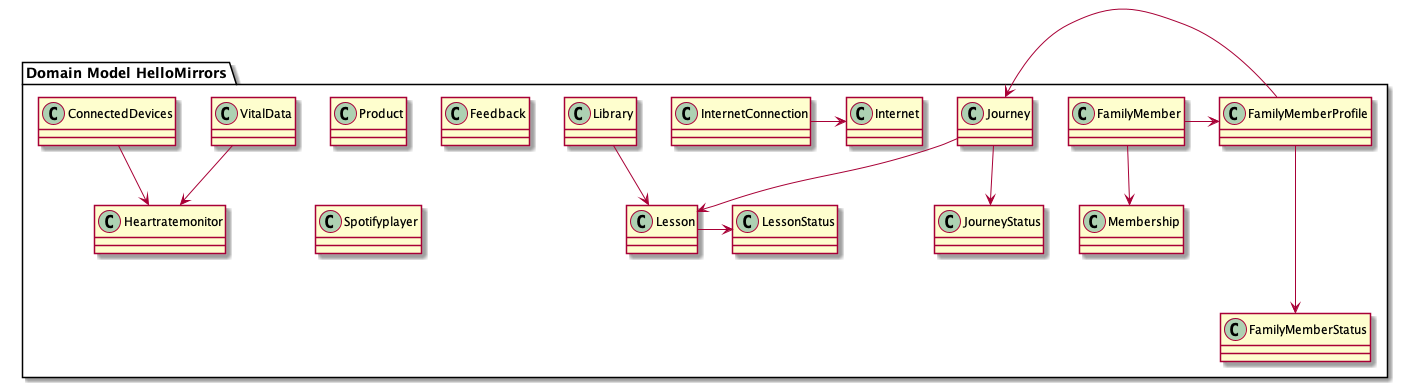 Domain Model HelloMirrors
C ConnectedDevices
C VitalData
C Product
C Feedback
C Library
C InternetConnection
C Internet
C Journey
C FamilyMember
C FamilyMemberProfile
C Heartratemonitor
C Spotifyplayer
C Lesson
C LessonStatus
C JourneyStatus
C Membership
C FamilyMemberStatus